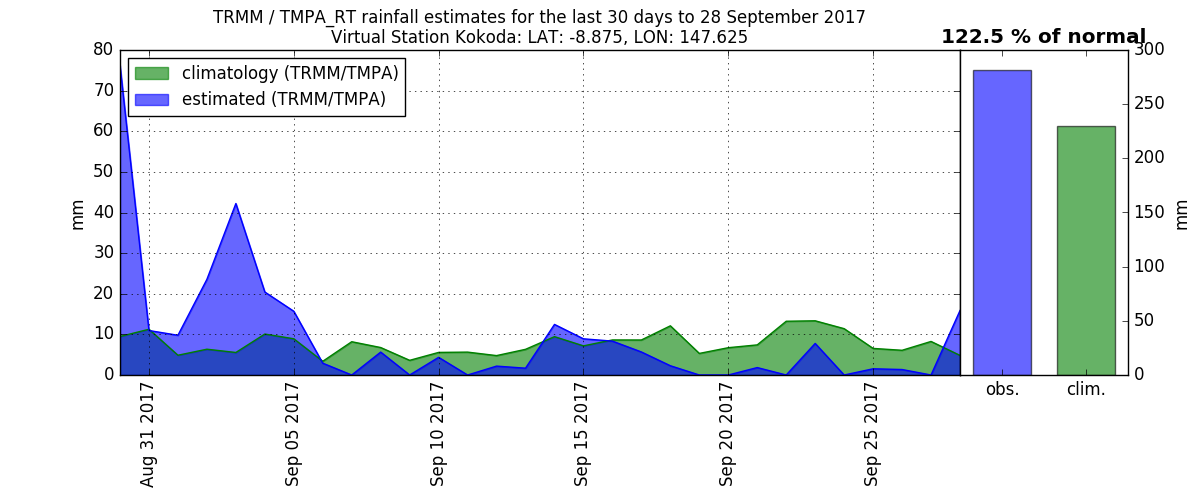 TRMM / TMPA_RT rainfall estimates for the last 30 days to 28 September 2017
Virtual Station Kokoda: LAT: -8.875, LON: 147.625
122.5 % of normal
climatology (TRMM/TMPA)
estimated (TRMM/TMPA)
80
70
60
50
40
30
20
10
0
mm
Aug 31 2017
Sep 05 2017
Sep 10 2017
Sep 15 2017
Sep 20 2017
Sep 25 2017
obs.
clim.
300
250
200
150
100
50
0
mm